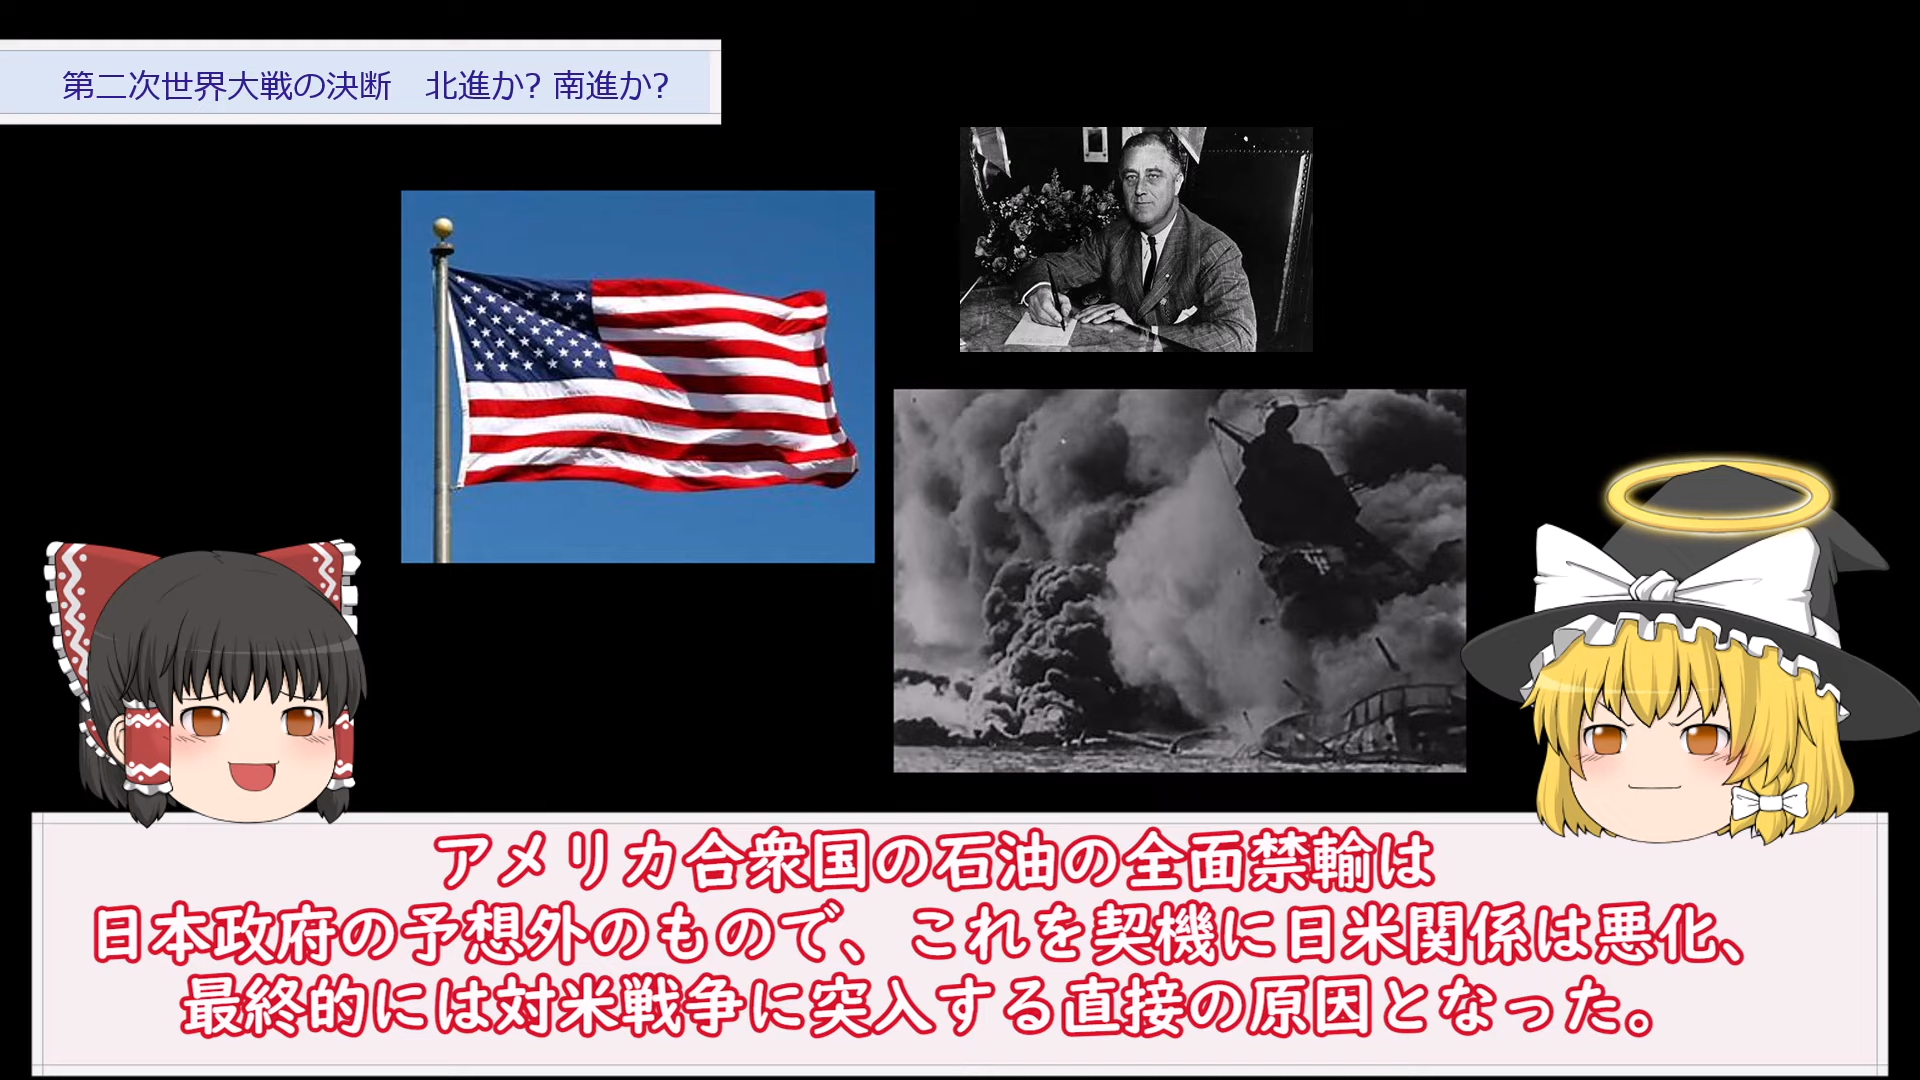 第二次世界大戦の決断　北進か? 南進か?
アメリカ合衆国の石油の全面禁輸は
日本政府の予想外のもので、これを契機に日米関係は悪化、
最終的には対米戦争に突入する直接の原因となった。